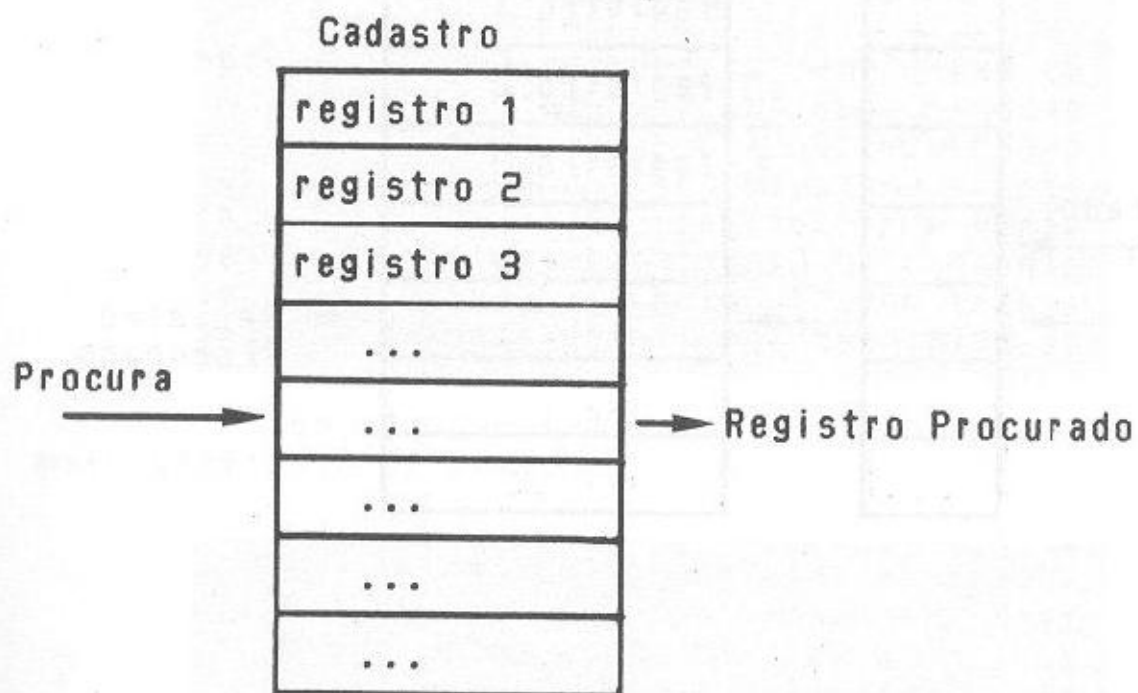 Cadastro
registro 1
registro 2
registro 3
...
Procura
...
Registro Procurado
...
...
...